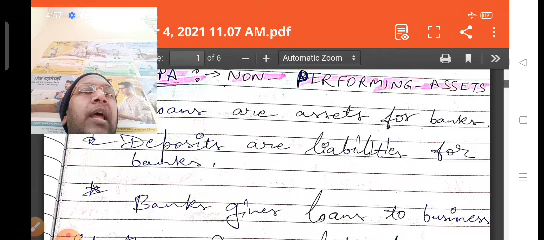 4, 2021 11.07 AM.pdf
1 of 6
Automatic Zoom
PA :→ NON PERFORMING ASSETS
loans are assets for banks.
Deposits are liabilities for
banks.
* Banks gives loans to business